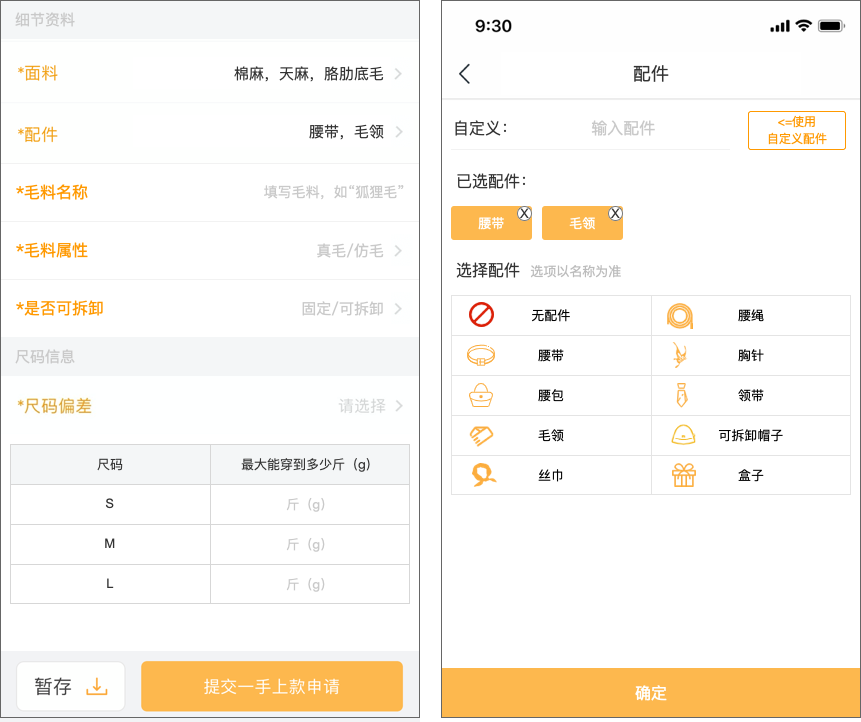 细节资料
*面料
棉麻，天麻，胳肋底毛
*配件
腰带，毛领
*毛料名称
填写毛料，如“狐狸毛”
*毛料属性
真毛/仿毛
*是否可拆卸
固定/可拆卸
尺码信息
*尺码偏差
请选择
尺码
最大能穿到多少斤（g）
S
斤（g）
M
斤（g）
L
斤（g）
暂存
提交一手上款申请
9:30
配件
自定义：
输入配件
<=使用
自定义配件
已选配件：
腰带
X
毛领
X
选择配件
选项以名称为准
无配件
腰绳
腰带
胸针
腰包
领带
毛领
可拆卸帽子
丝巾
盒子
确定